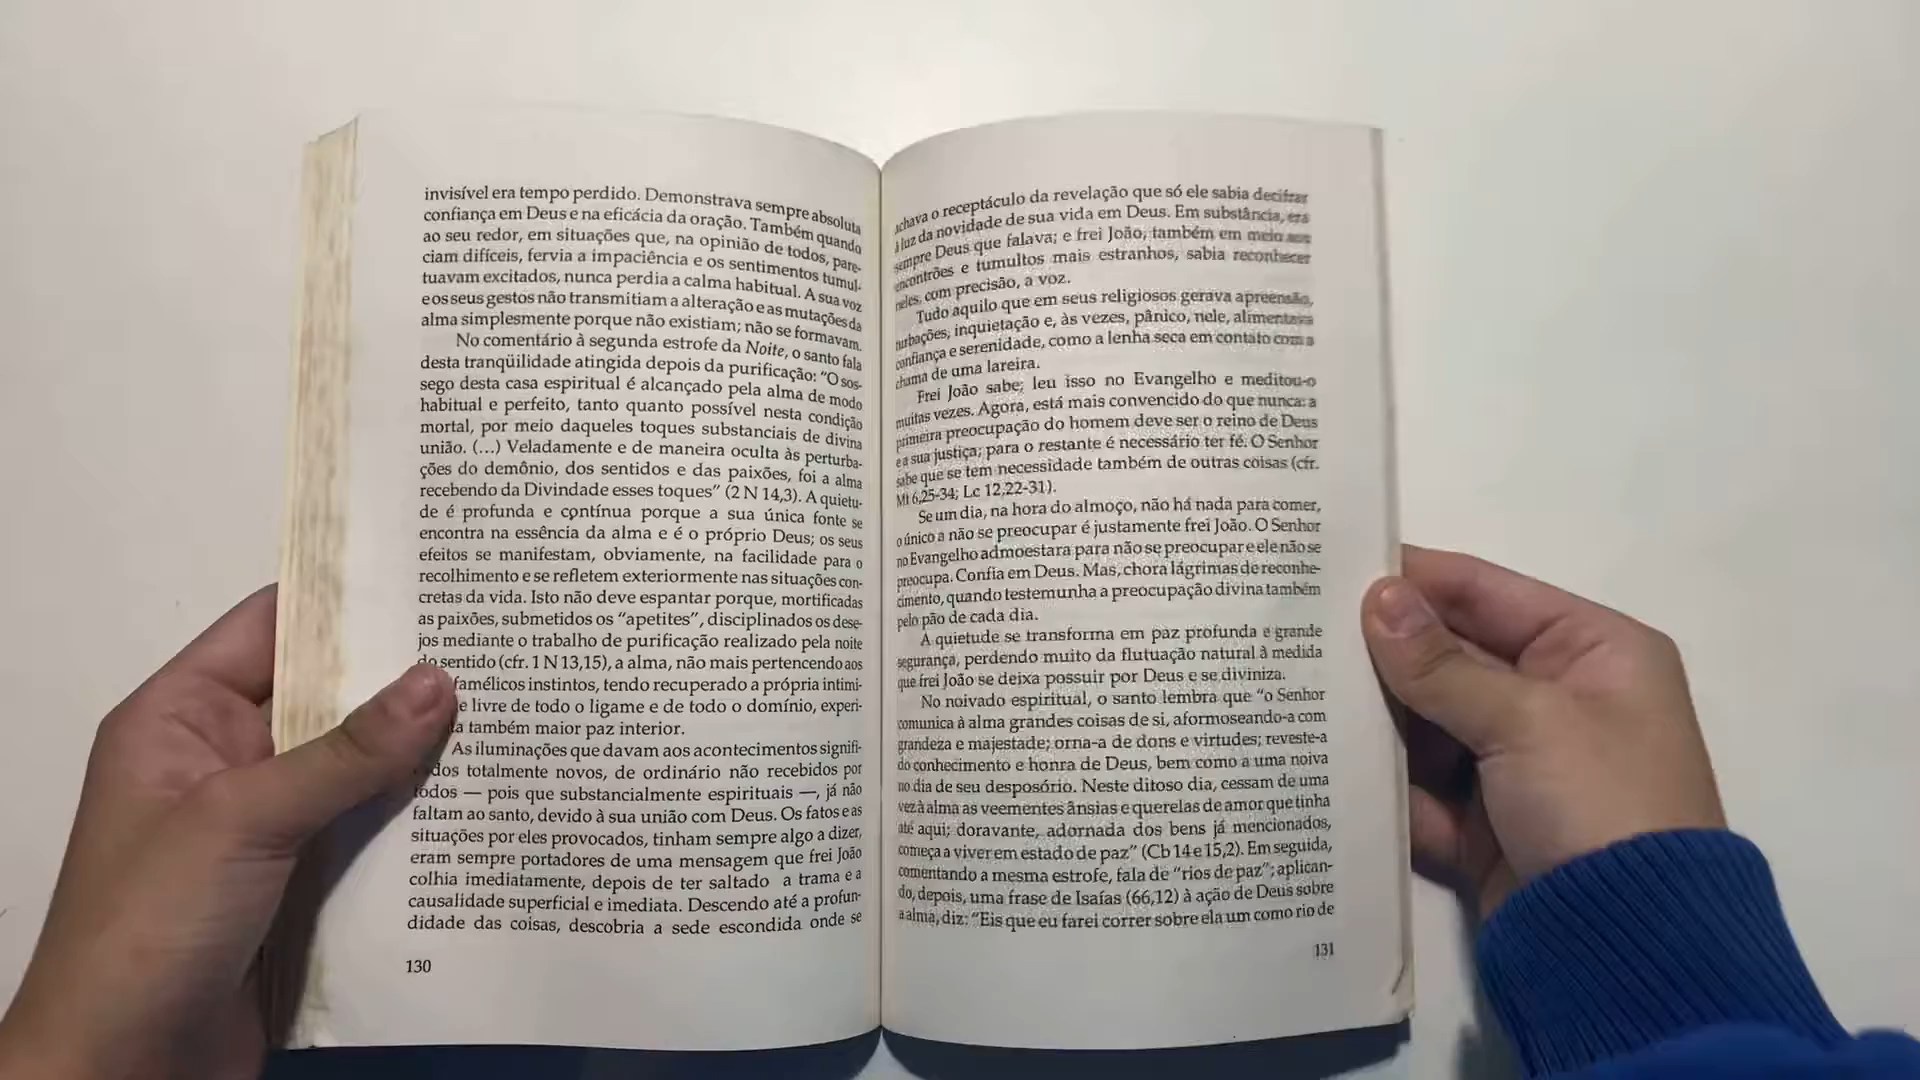 invisível era tempo perdido. Demonstrava sempre absoluta
confiança em Deus e na eficácia da oração. Também quando
ao seu redor, em situações que, na opinião de todos, pare-
ciam difíceis, fervia a impaciência e os sentimentos tumul-
tuavam excitados, nunca perdia a calma habitual. A sua voz
e os seus gestos não transmitiam a alteração e as mutações da
alma simplesmente porque não existiam; não se formavam.
No comentário à segunda estrofe da Noite, o santo fala
desta tranqüilidade atingida depois da purificação: “O sos-
sego desta casa espiritual é alcançado pela alma de modo
habitual e perfeito, tanto quanto possível nesta condição
mortal, por meio daqueles toques substanciais de divina
união. (...) Veladamente e de maneira oculta às perturba-
ções do demônio, dos sentidos e das paixões, foi a alma
recebendo da Divindade esses toques” (2 N 14,3). A quietu-
de é profunda e contínua porque a sua única fonte se
encontra na essência da alma e é o próprio Deus; os seus
efeitos se manifestam, obviamente, na facilidade para o
recolhimento e se refletem exteriormente nas situações con-
cretas da vida. Isto não deve espantar porque, mortificadas
as paixões, submetidos os “apetites”, disciplinados os dese-
jos mediante o trabalho de purificação realizado pela noite
do sentido (cfr. 1 N 13,15), a alma, não mais pertencendo aos
famélicos instintos, tendo recuperado a própria intimi-
e livre de todo o ligame e de todo o domínio, experi-
ta também maior paz interior.
As iluminações que davam aos acontecimentos signifi-
cados totalmente novos, de ordinário não recebidos por
todos — pois que substancialmente espirituais —, já não
faltam ao santo, devido à sua união com Deus. Os fatos e as
situações por eles provocados, tinham sempre algo a dizer,
eram sempre portadores de uma mensagem que frei João
colhia imediatamente, depois de ter saltado a trama e a
causalidade superficial e imediata. Descendo até a profun-
didade das coisas, descobria a sede escondida onde se
130
achava o receptáculo da revelação que só ele sabia decifrar
à luz da novidade de sua vida em Deus. Em substância, era
sempre Deus que falava; e frei João, também em meio aos
encontrões e tumultos mais estranhos, sabia reconhecer
neles, com precisão, a voz.
Tudo aquilo que em seus religiosos gerava apreensão,
turbações, inquietação e, às vezes, pânico, nele, alimentava
confiança e serenidade, como a lenha seca em contato com a
chama de uma lareira.
Frei João sabe; leu isso no Evangelho e meditou-o
muitas vezes. Agora, está mais convencido do que nunca: a
primeira preocupação do homem deve ser o reino de Deus
e a sua justiça; para o restante é necessário ter fé. O Senhor
sabe que se tem necessidade também de outras coisas (cfr.
Mt 6,25-34; Lc 12,22-31).
Se um dia, na hora do almoço, não há nada para comer,
o único a não se preocupar é justamente frei João. O Senhor
no Evangelho admoestara para não se preocupar e ele não se
preocupa. Confia em Deus. Mas, chora lágrimas de reconhe-
cimento, quando testemunha a preocupação divina também
pelo pão de cada dia.
A quietude se transforma em paz profunda e grande
segurança, perdendo muito da flutuação natural à medida
que frei João se deixa possuir por Deus e se diviniza.
No noivado espiritual, o santo lembra que “o Senhor
comunica à alma grandes coisas de si, aformoseando-a com
grandeza e majestade; orna-a de dons e virtudes; reveste-a
do conhecimento e honra de Deus, bem como a uma noiva
no dia de seu desposório. Neste ditoso dia, cessam de uma
vez à alma as veementes ânsias e querelas de amor que tinha
até aqui; doravante, adornada dos bens já mencionados,
começa a viver em estado de paz” (Cb 14 e 15,2). Em seguida,
comentando a mesma estrofe, fala de “rios de paz”; aplican-
do, depois, uma frase de Isaías (66,12) à ação de Deus sobre
a alma, diz: “Eis que eu farei correr sobre ela um como rio de
131